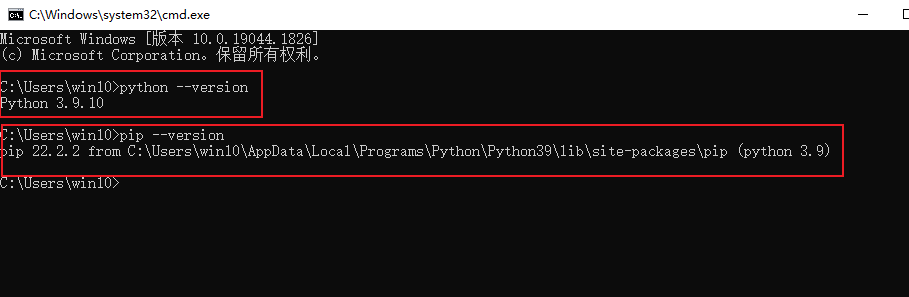 C:\Windows\system32\cmd.exe
Microsoft Windows [版本 10.0.19044.1826]
(c) Microsoft Corporation。保留所有权利。
C:\Users\win10>python --version
Python 3.9.10
C:\Users\win10>pip --version
pip 22.2.2 from C:\Users\win10\AppData\Local\Programs\Python\Python39\lib\site-packages\pip (python 3.9)
C:\Users\win10>